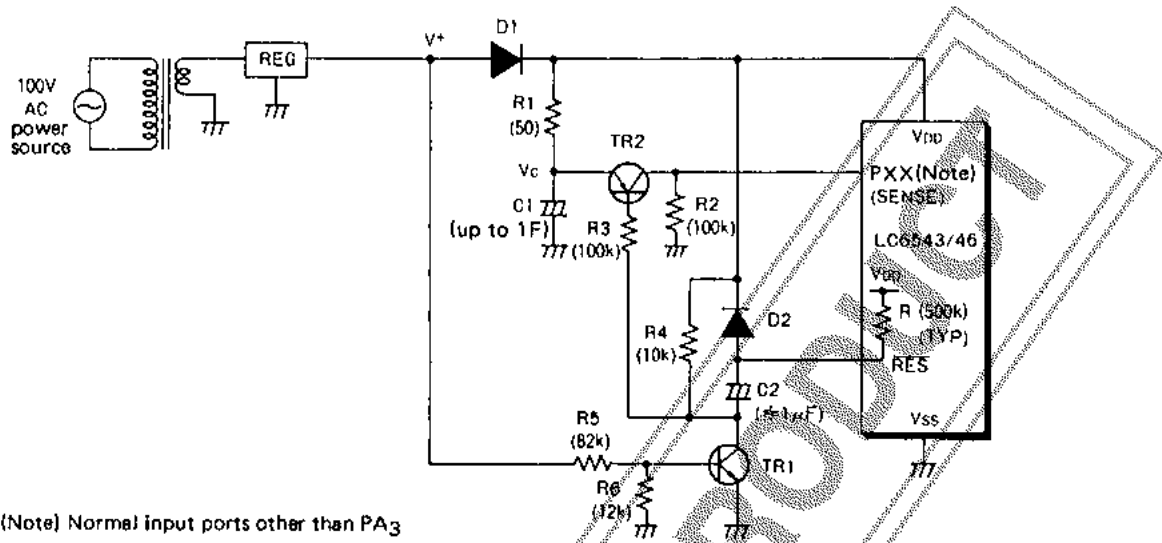 100V
AC
power
source
REG
V+
D1
R1
(50)
TR2
Vc
C1
(up to 1F)
R3
(100k)
R2
(100k)
VDD
PXX(Note)
(SENSE)
LC6543/46
VDD
R (500k)
(TYP)
RES
R4
(10k)
D2
C2
(≒1μF)
VSS
R5
(82k)
R6
(12k)
TR1
(Note) Normal input ports other than PA3